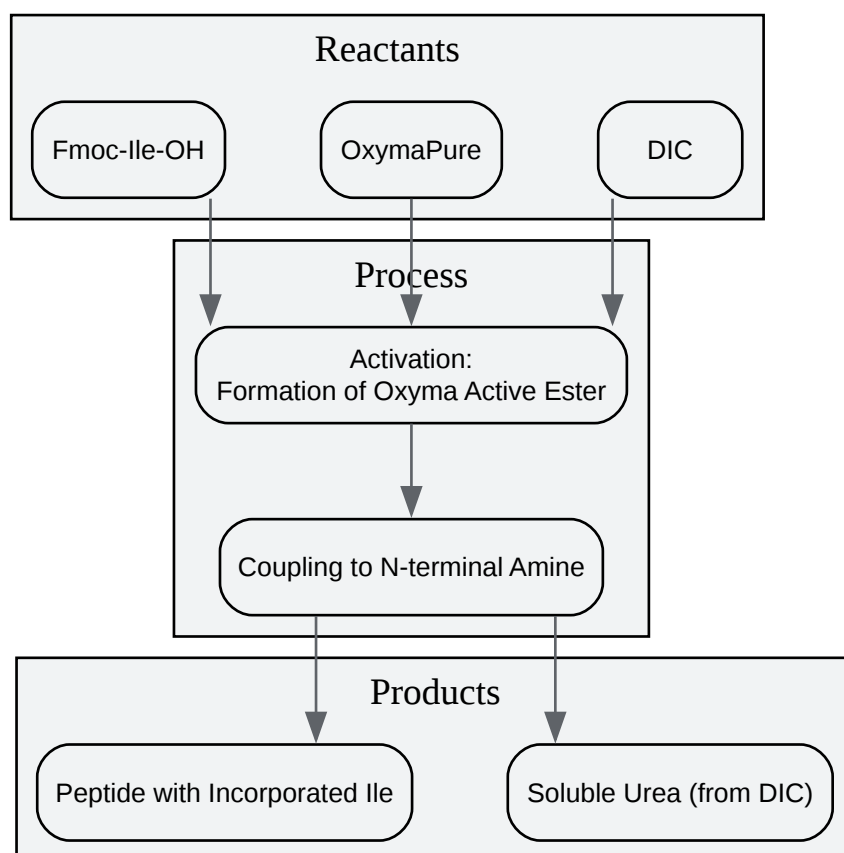 Reactants
Fmoc-Ile-OH
OxymaPure
DIC
Process
Activation:
Formation of Oxyma Active Ester
Coupling to N-terminal Amine
Products
Peptide with Incorporated Ile
Soluble Urea (from DIC)